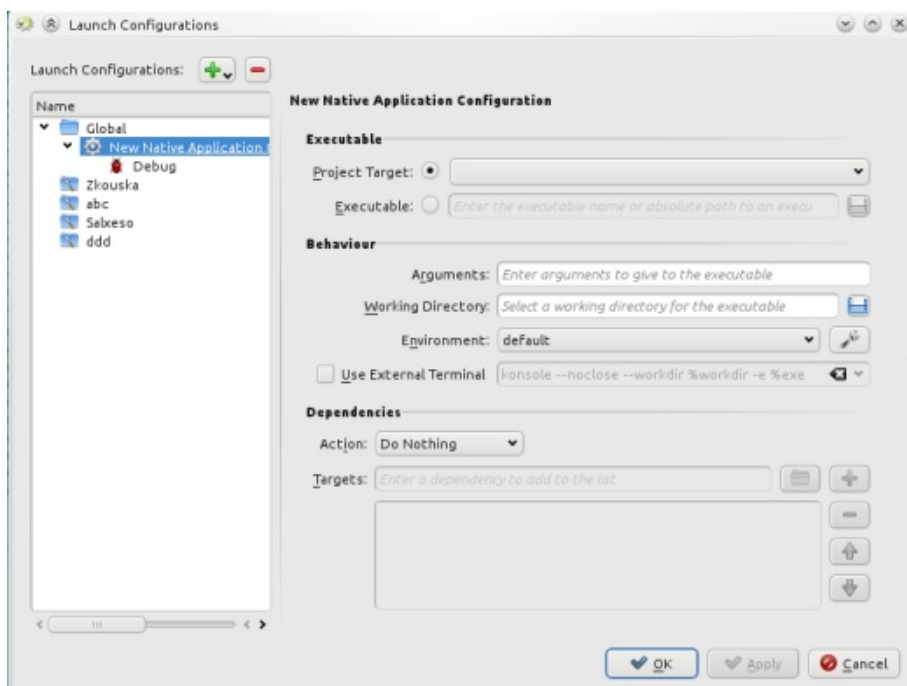 Launch Configurations
Launch Configurations:
Name
Global
New Native Application
Debug
Zkouska
abc
Salxeso
ddd
New Native Application Configuration
Executable
Project Target:
Executable: Enter the executable name or absolute path to an execu
Behaviour
Arguments: Enter arguments to give to the executable
Working Directory: Select a working directory for the executable
Environment: default
Use External Terminal konsole --noclose --workdir %workdir -e %exe
Dependencies
Action: Do Nothing
Targets: Enter a dependency to add to the list
OK Apply Cancel